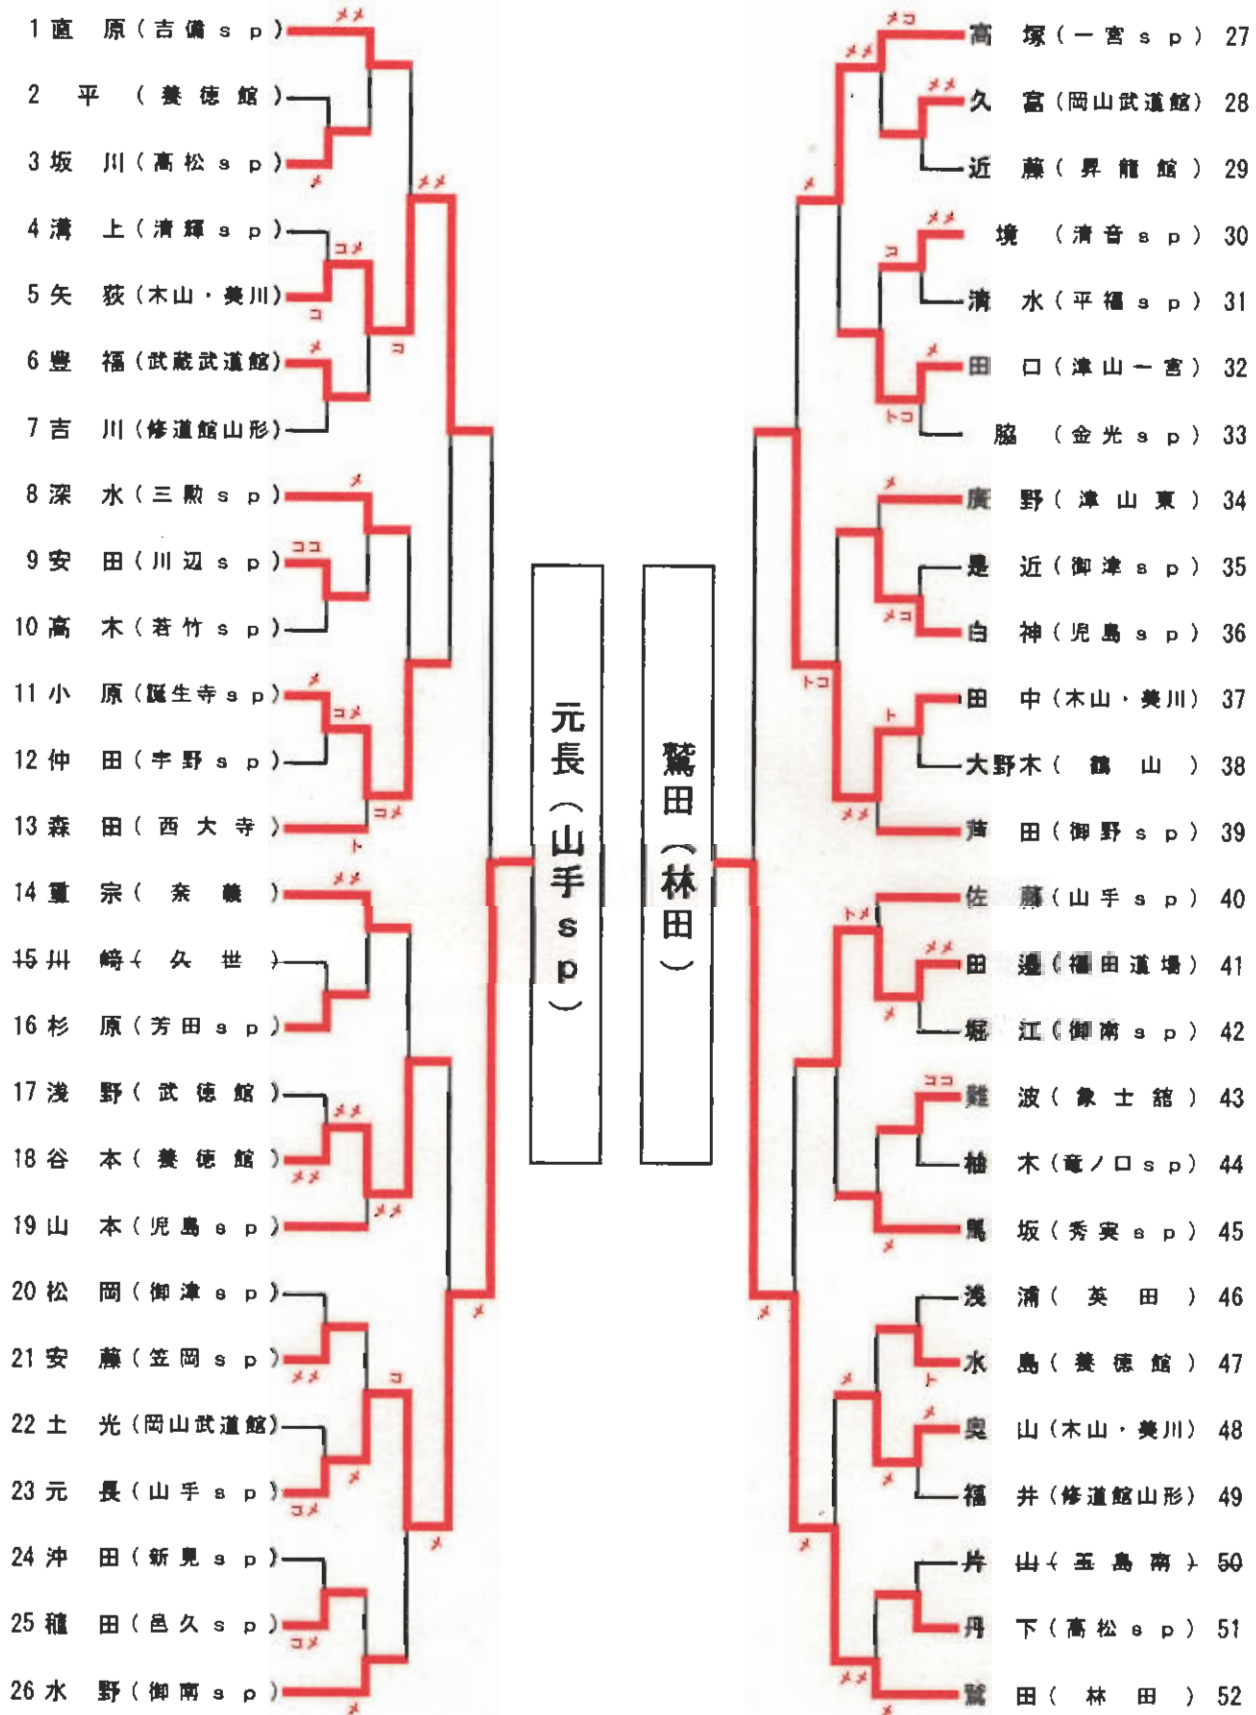 1 直原(吉備sp)
2 平(養徳館)
3 坂川(高松sp)
4 溝上(清輝sp)
5 矢萩(木山・美川)
6 豊福(武蔵武道館)
7 吉川(修道館山形)
8 深水(三勲sp)
9 安田(川辺sp)
10 高木(若竹sp)
11 小原(誕生寺sp)
12 仲田(宇野sp)
13 森田(西大寺)
14 重宗(奈義)
15 川崎(久世)
16 杉原(芳田sp)
17 浅野(武徳館)
18 谷本(養徳館)
19 山本(児島sp)
20 松岡(御津sp)
21 安藤(笠岡sp)
22 土光(岡山武道館)
23 元長(山手sp)
24 沖田(新見sp)
25 穐田(邑久sp)
26 水野(御南sp)
元長(山手sp)
鷲田(林田)
高塚(一宮sp) 27
久富(岡山武道館) 28
近藤(昇龍館) 29
境(清音sp) 30
清水(平福sp) 31
田口(津山一宮) 32
脇(金光sp) 33
廣野(津山東) 34
是近(御津sp) 35
白神(児島sp) 36
田中(木山・美川) 37
大野木(鶴山) 38
芦田(御野sp) 39
佐藤(山手sp) 40
田邉(福田道場) 41
堀江(御南sp) 42
難波(象士舘) 43
柚木(竜ノ口sp) 44
馬坂(秀実sp) 45
浅浦(英田) 46
水島(養徳館) 47
奥山(木山・美川) 48
福井(修道館山形) 49
片山(玉島南) 50
丹下(高松sp) 51
鷲田(林田) 52